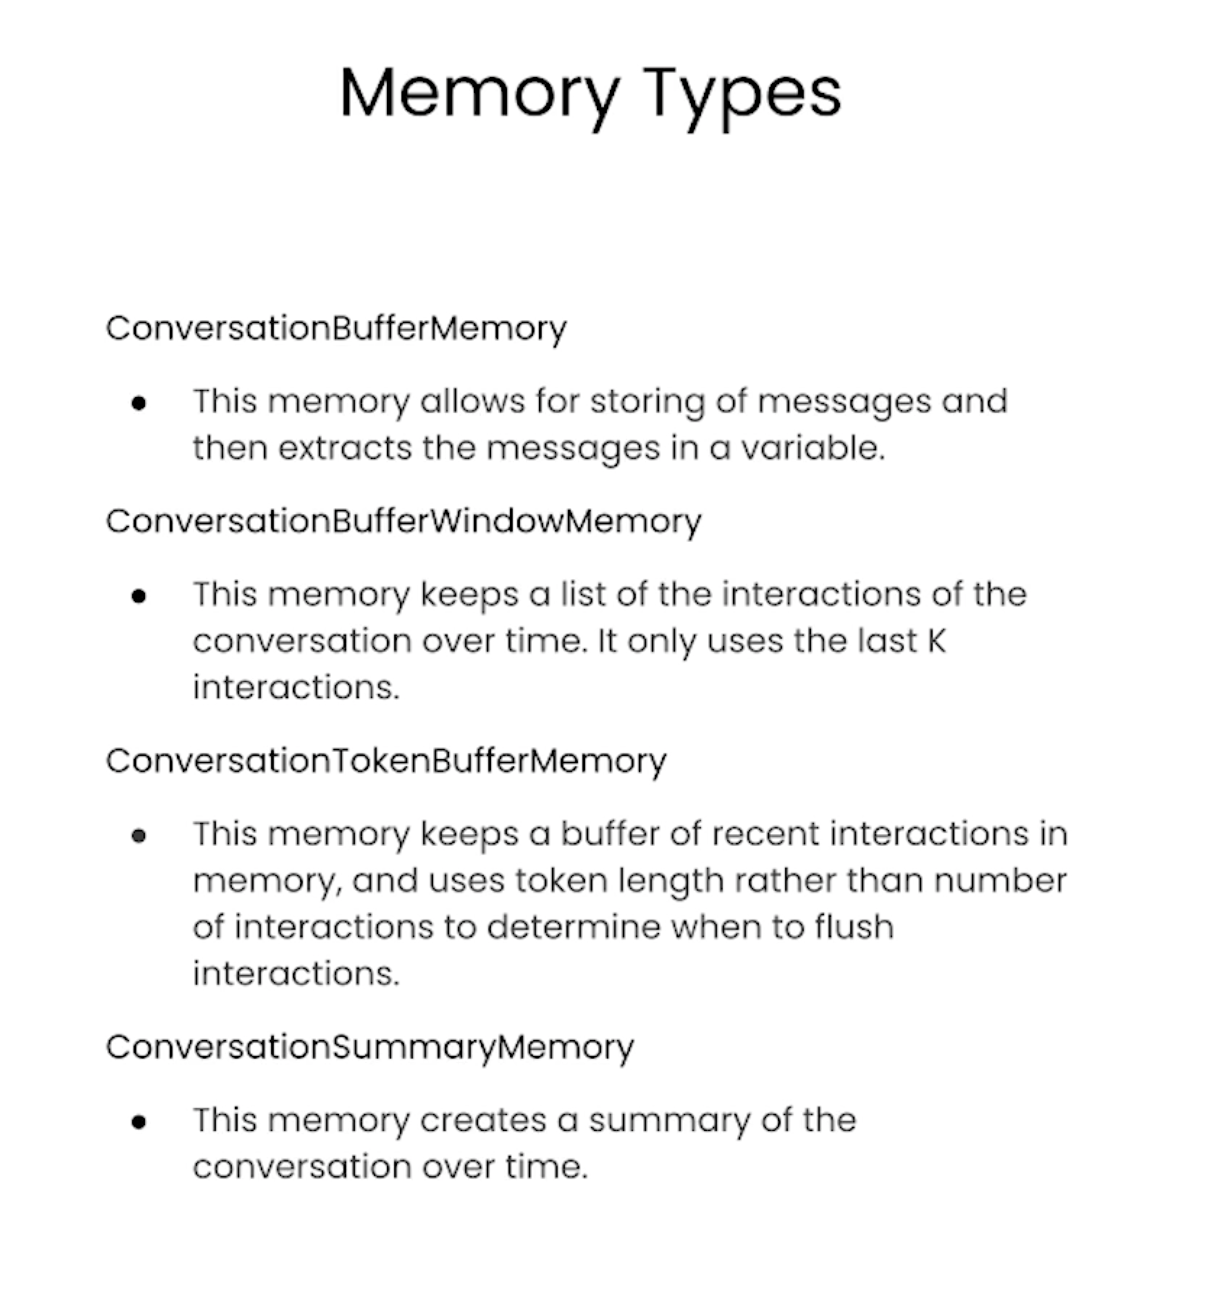 Memory Types
ConversationBufferMemory
● This memory allows for storing of messages and
then extracts the messages in a variable.
ConversationBufferWindowMemory
● This memory keeps a list of the interactions of the
conversation over time. It only uses the last K
interactions.
ConversationTokenBufferMemory
● This memory keeps a buffer of recent interactions in
memory, and uses token length rather than number
of interactions to determine when to flush
interactions.
ConversationSummaryMemory
● This memory creates a summary of the
conversation over time.